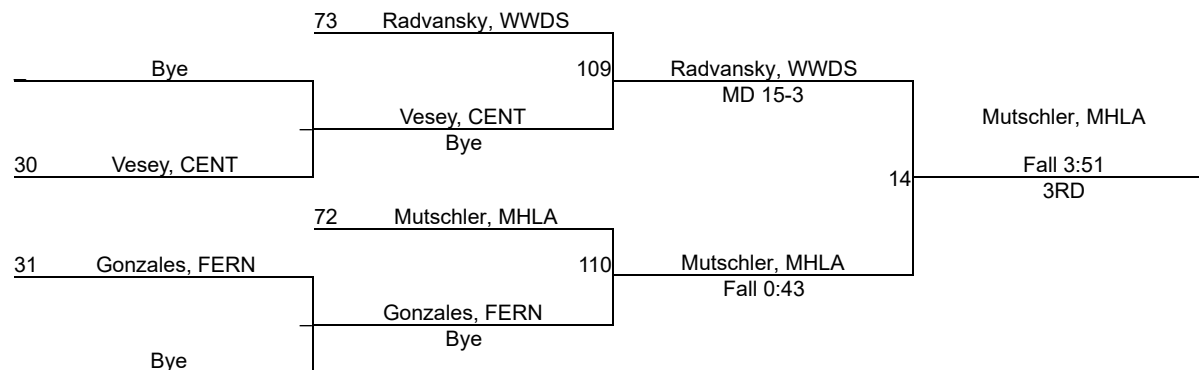 73 Radvansky, WWDS
Bye
109 Radvansky, WWDS
MD 15-3
Vesey, CENT
Bye
Mutschler, MHLA
30 Vesey, CENT
14 Fall 3:51
3RD
72 Mutschler, MHLA
31 Gonzales, FERN
110 Mutschler, MHLA
Fall 0:43
Gonzales, FERN
Bye
Bye